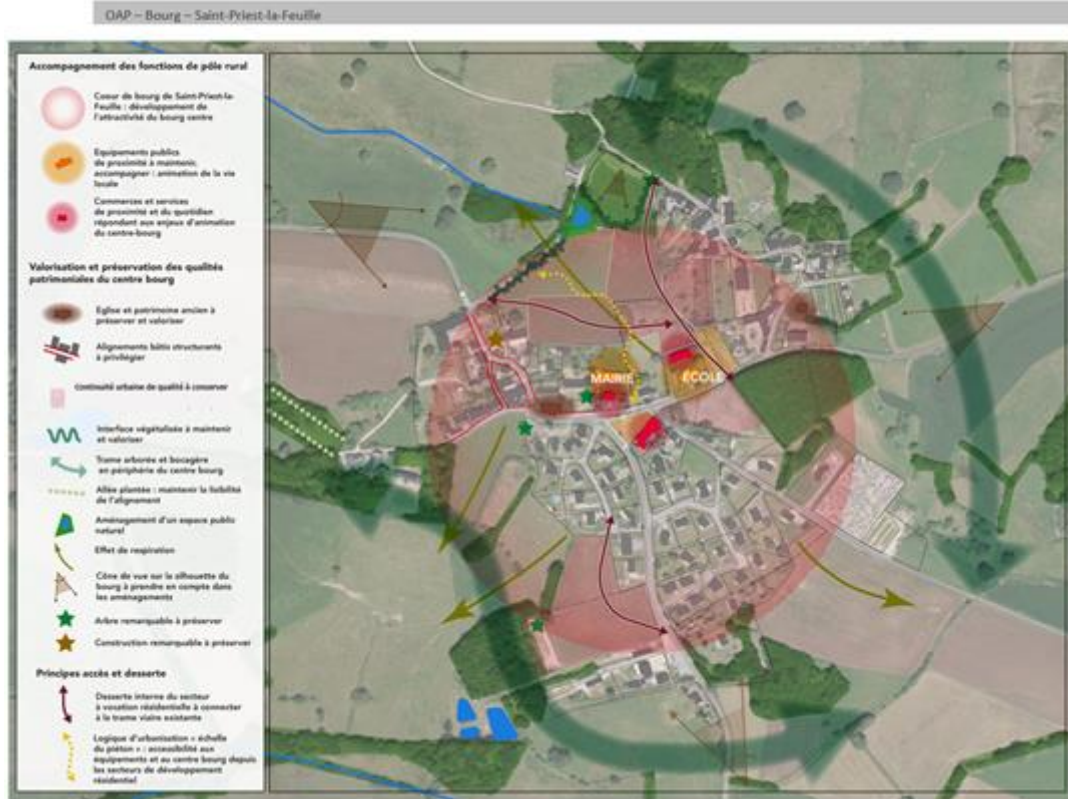 OAP – Bourg – Saint-Priest-la-Feuille
Accompagnement des fonctions de pôle rural
Coeur de bourg de Saint-Priest-la-
Feuille : développement de
l'attractivité du bourg centre
Equipements publics
de proximité à maintenir,
accompagner : animation de la vie
locale
Commerces et services
de proximité et du quotidien
répondant aux enjeux d'animation
du centre-bourg
Valorisation et préservation des qualités
patrimoniales du centre bourg
Eglise et patrimoine ancien à
préserver et valoriser
Alignements bâtis structurants
à privilégier
Continuité urbaine de qualité à conserver
Interface végétalisée à maintenir
et valoriser
Trame arborée et bocagère
en périphérie du centre bourg
Allée plantée : maintenir la lisibilité
de l'alignement
Aménagement d'un espace public
naturel
Effet de respiration
Cône de vue sur la silhouette du
bourg à prendre en compte dans
les aménagements
Arbre remarquable à préserver
Construction remarquable à préserver
Principes accès et desserte
Desserte interne du secteur
à vocation résidentielle à connecter
à la trame viaire existante
Logique d'urbanisation « échelle
du piéton » : accessibilité aux
équipements et au centre bourg depuis
les secteurs de développement
résidentiel
MAIRIE
ÉCOLE